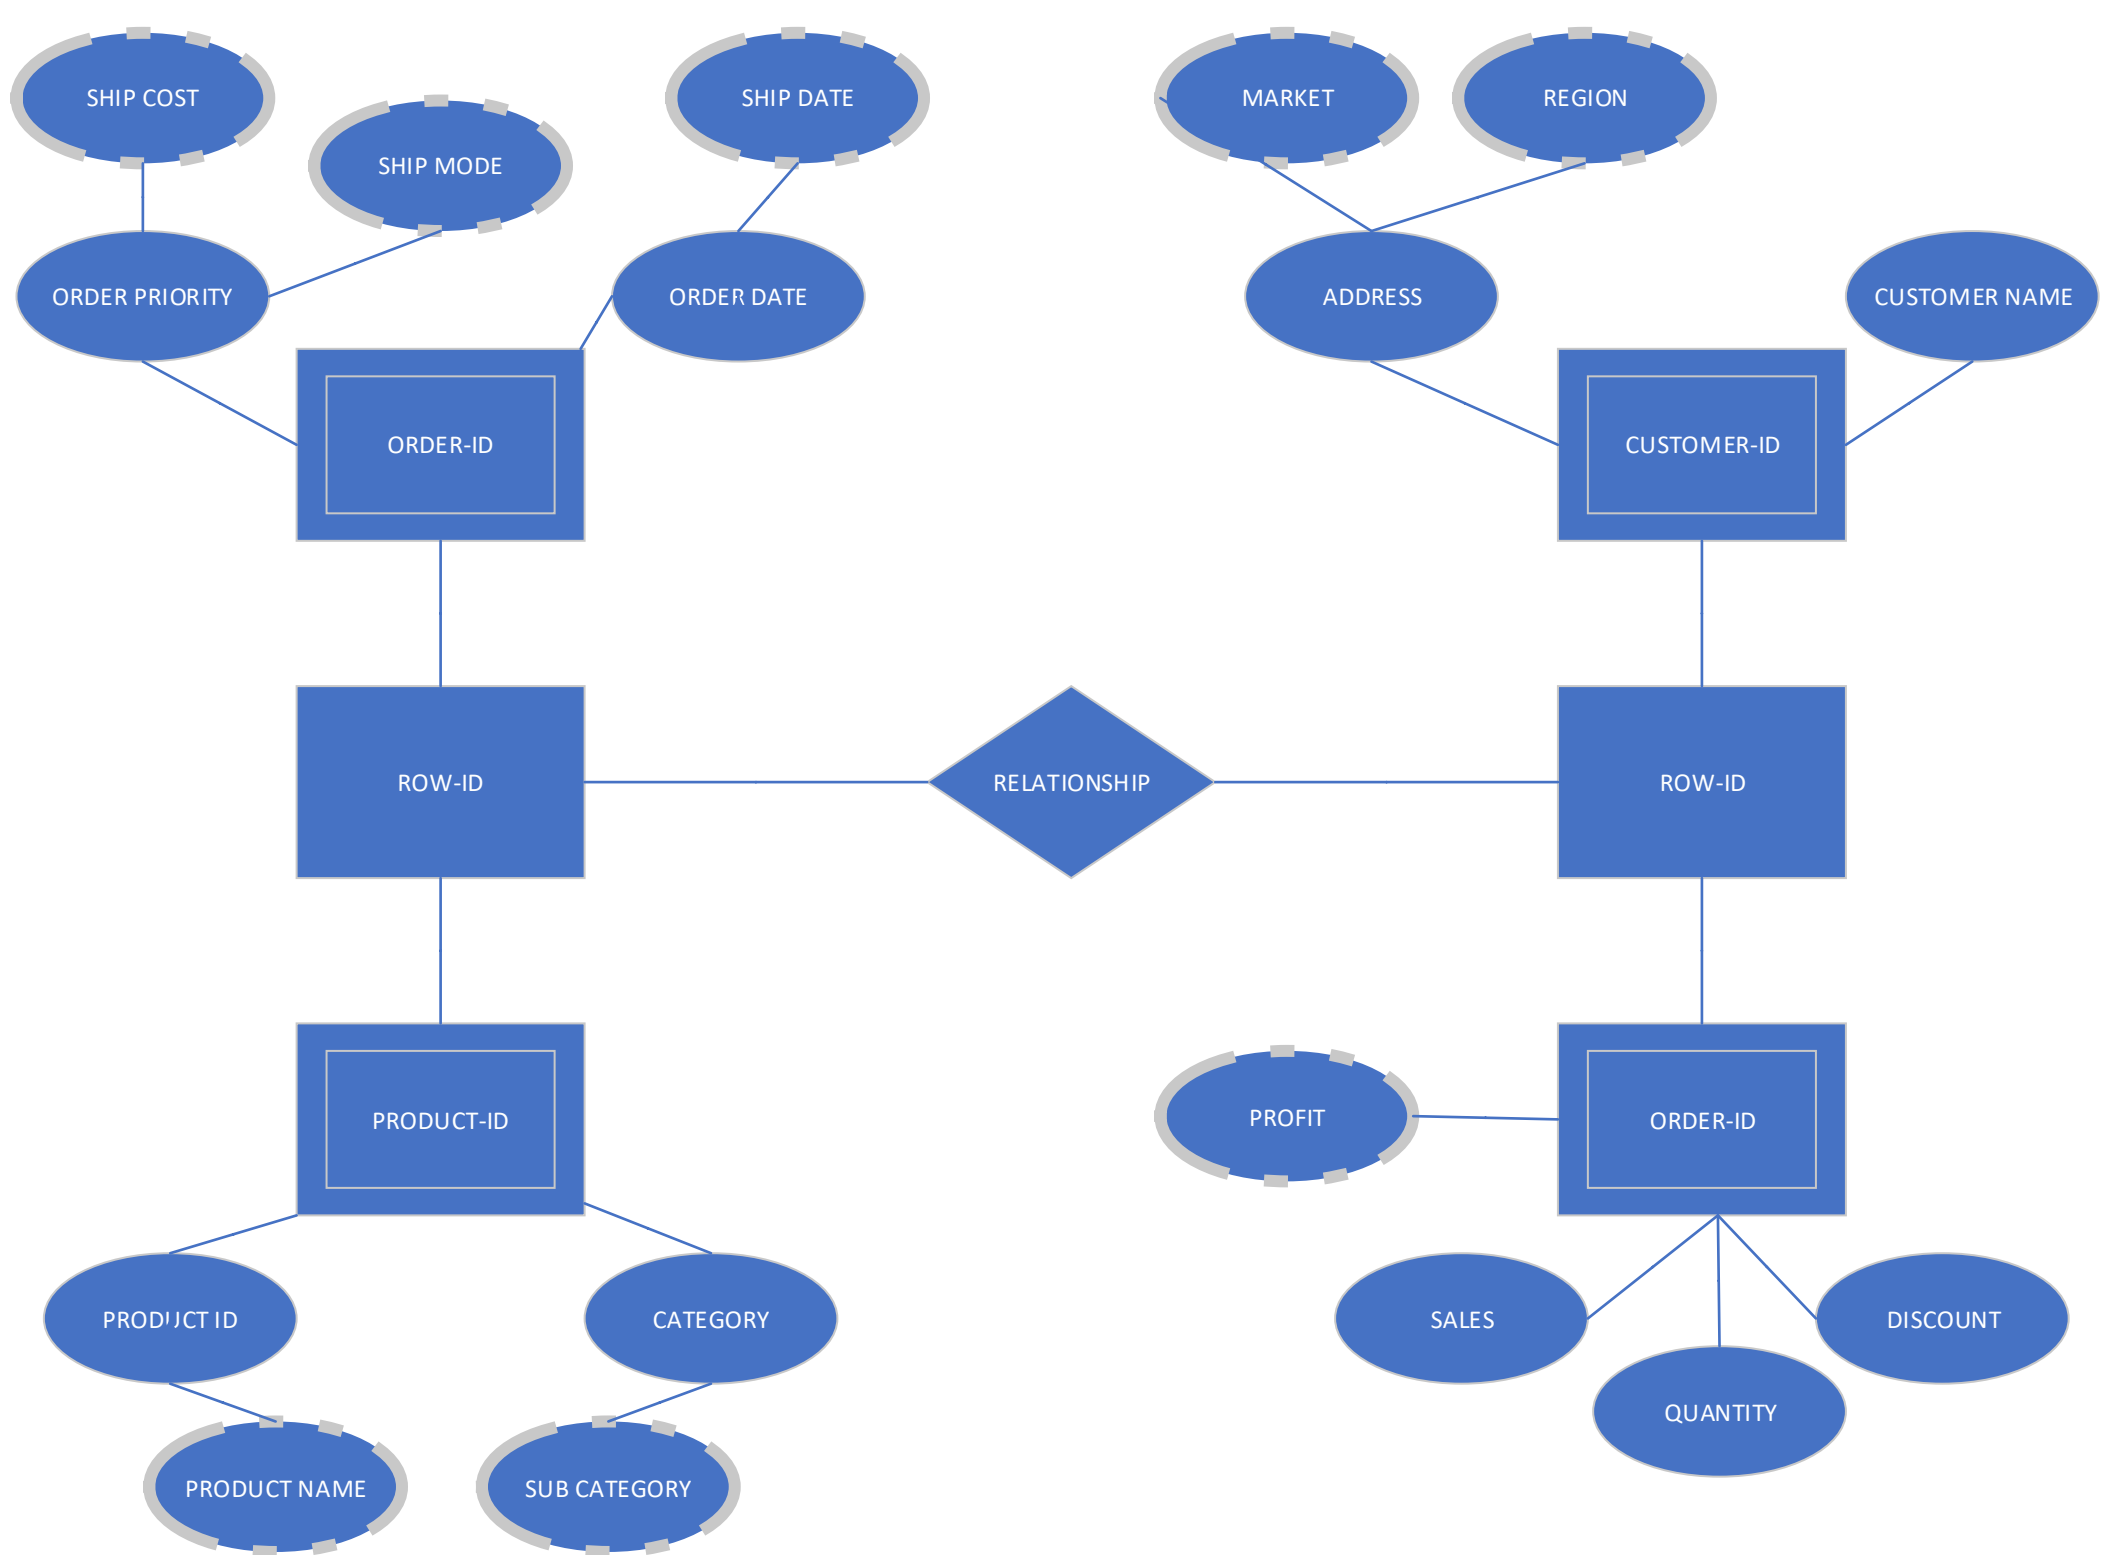 SHIP COST
SHIP DATE
MARKET
REGION
SHIP MODE
ORDER PRIORITY
ORDER DATE
ADDRESS
CUSTOMER NAME
ORDER-ID
CUSTOMER-ID
ROW-ID
RELATIONSHIP
ROW-ID
PRODUCT-ID
PROFIT
ORDER-ID
PRODUCT ID
CATEGORY
SALES
DISCOUNT
QUANTITY
PRODUCT NAME
SUB CATEGORY